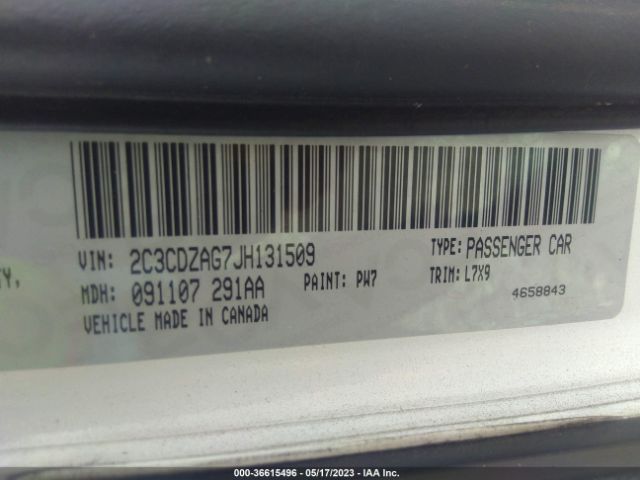 VIN: 2C3CDZAG7JH131509 TYPE: PASSENGER CAR
ITY, MDH: 091107 291AA PAINT: PW7 TRIM: L7X9
VEHICLE MADE IN CANADA 4658843
000-36615496 - 05/17/2023 - IAA Inc.